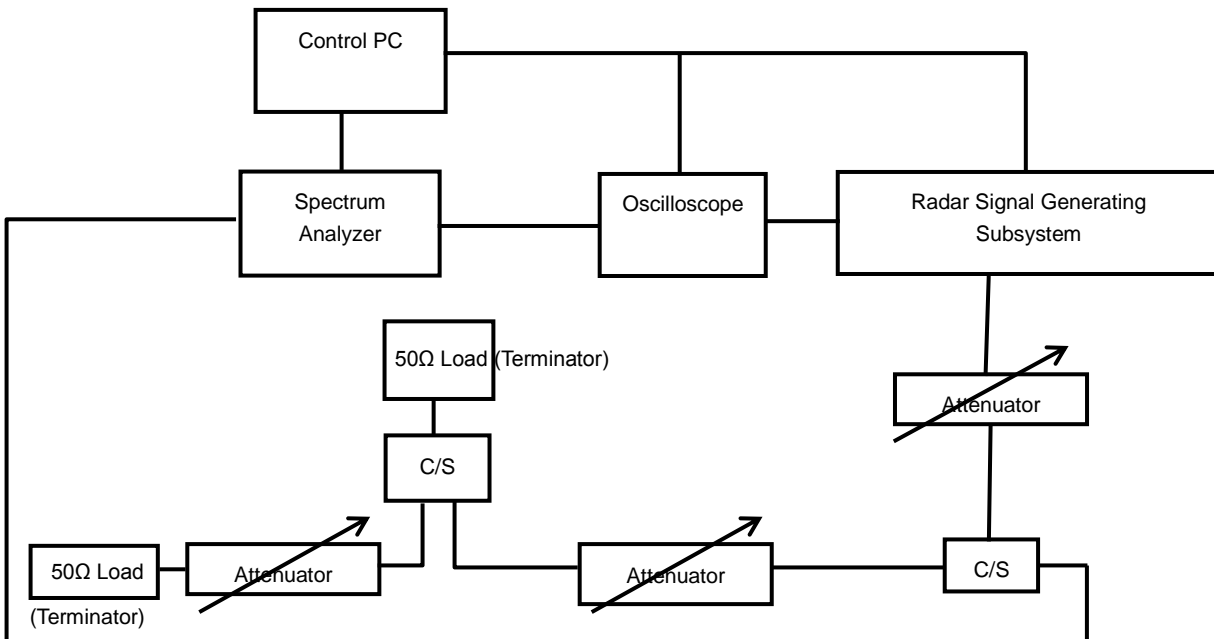 Control PC
Spectrum
Analyzer
Oscilloscope
Radar Signal Generating
Subsystem
50Ω Load (Terminator)
Attenuator
C/S
50Ω Load
(Terminator)
Attenuator
Attenuator
C/S